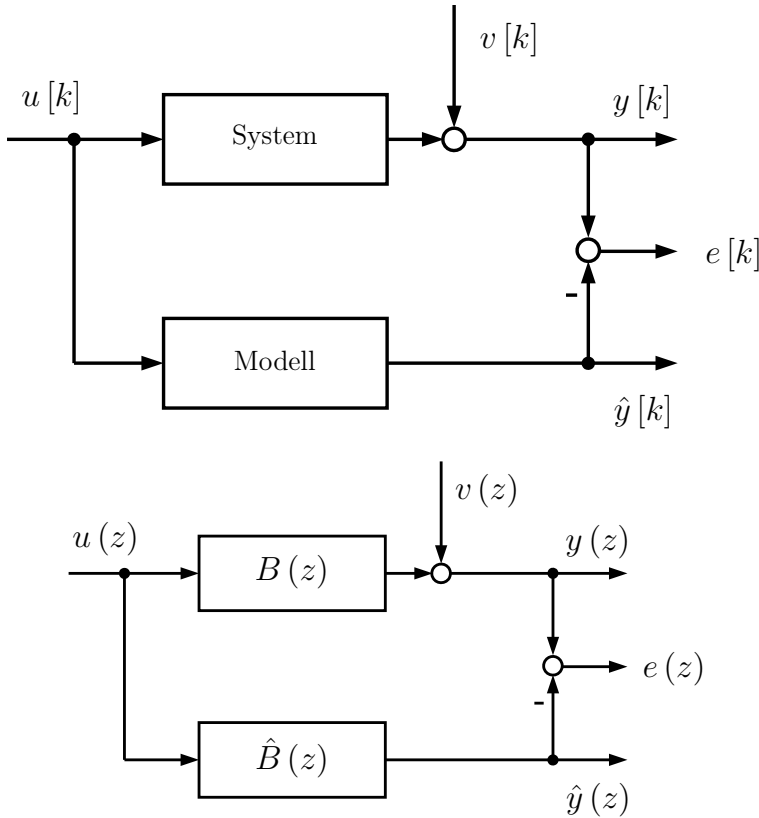 v [k]
u [k]
y [k]
System
e [k]
-
Modell
ŷ [k]
v (z)
u (z)
y (z)
B (z)
e (z)
-
B̂ (z)
ŷ (z)